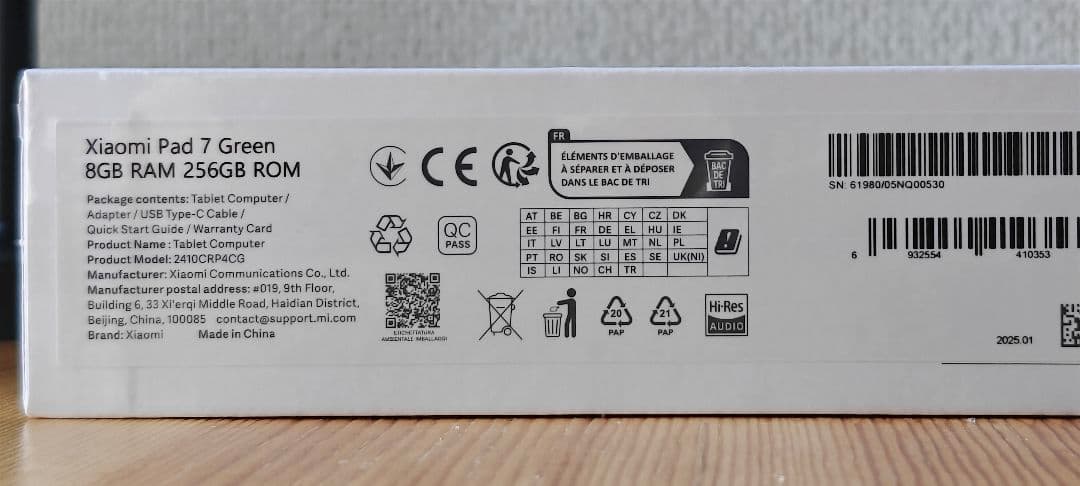 Xiaomi Pad 7 Green
8GB RAM 256GB ROM
Package contents: Tablet Computer /
Adapter / USB Type-C Cable /
Quick Start Guide / Warranty Card
Product Name: Tablet Computer
Product Model: 2410CRP4CG
Manufacturer: Xiaomi Communications Co., Ltd.
Manufacturer postal address: #019, 9th Floor,
Building 6, 33 Xi'erqi Middle Road, Haidian District,
Beijing, China, 100085 contact@support.mi.com
Brand: Xiaomi Made in China
CE
FR
ÉLÉMENTS D'EMBALLAGE
À SÉPARER ET À DÉPOSER
DANS LE BAC DE TRI
BAC
DE
TRI
QC
PASS
AT BE BG HR CY CZ DK
EE FI FR DE EL HU IE
IT LV LT LU MT NL PL
PT RO SK SI ES SE UK(NI)
IS LI NO CH TR
ETICHETTATURA
AMBIENTALE IMBALLAGGI
20
PAP
21
PAP
Hi-Res
AUDIO
SN: 61980/05NQ00530
6 932554 410353
2025.01